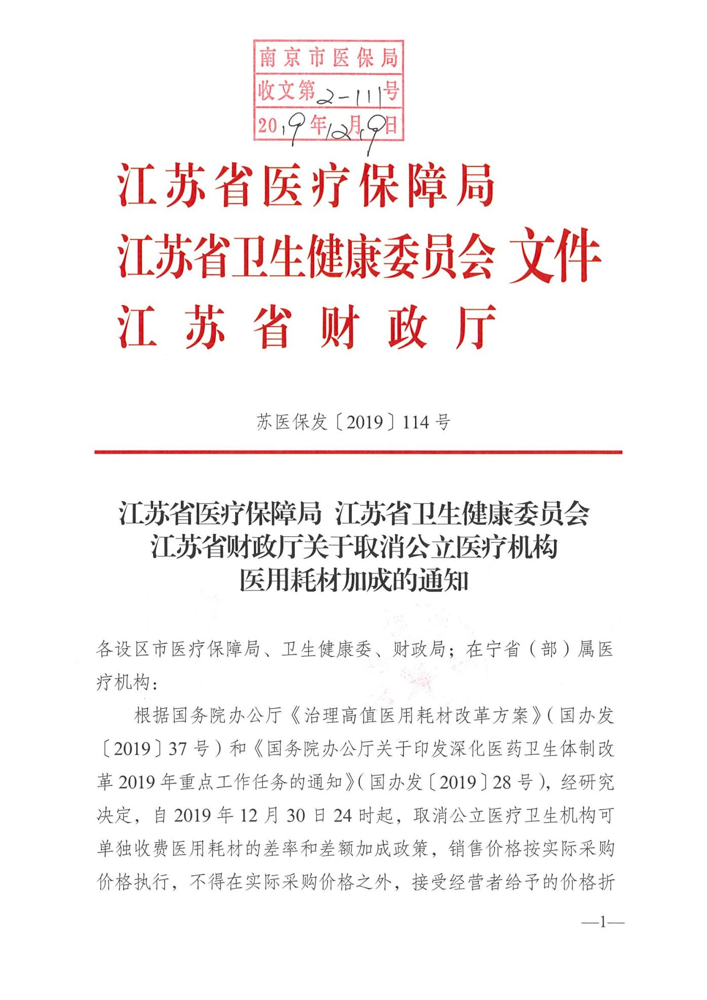 南京市医保局
收文第2-111号
2019年12月9日
江苏省医疗保障局
江苏省卫生健康委员会 文件
江苏省财政厅
苏医保发〔2019〕114号
江苏省医疗保障局 江苏省卫生健康委员会
江苏省财政厅关于取消公立医疗机构
医用耗材加成的通知
各设区市医疗保障局、卫生健康委、财政局；在宁省（部）属医
疗机构：
根据国务院办公厅《治理高值医用耗材改革方案》（国办发
〔2019〕37号）和《国务院办公厅关于印发深化医药卫生体制改
革2019年重点工作任务的通知》（国办发〔2019〕28号），经研究
决定，自2019年12月30日24时起，取消公立医疗卫生机构可
单独收费医用耗材的差率和差额加成政策，销售价格按实际采购
价格执行，不得在实际采购价格之外，接受经营者给予的价格折
—1—